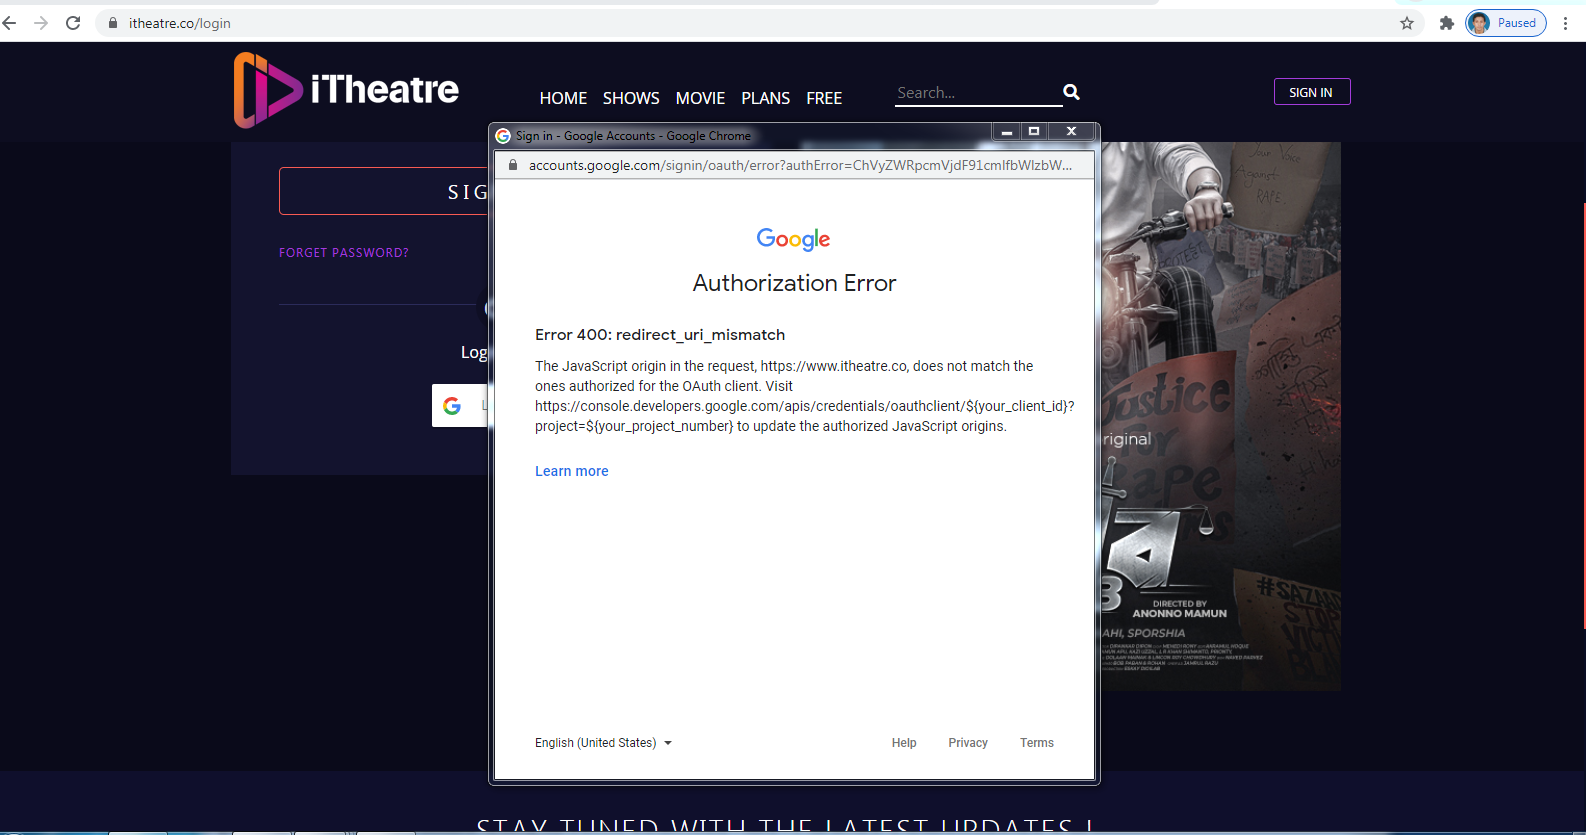 itheatre.co/login
Paused
iTheatre
HOME SHOWS MOVIE PLANS FREE
Search...
SIGN IN
Sign in - Google Accounts - Google Chrome
accounts.google.com/signin/oauth/error?authError=ChVyZWRpcmVjdF91cmlfbWlzbW...
SIG
FORGET PASSWORD?
Log
Google
Authorization Error
Error 400: redirect_uri_mismatch
The JavaScript origin in the request, https://www.itheatre.co, does not match the
ones authorized for the OAuth client. Visit
https://console.developers.google.com/apis/credentials/oauthclient/${your_client_id}?
project=${your_project_number} to update the authorized JavaScript origins.
Learn more
English (United States)
Help Privacy Terms
Your Voice
Against
RAPE.
Justice
For
Rape
riginal
DIRECTED BY
ANONNO MAMUN
AHI, SPORSHIA
STAY TUNED WITH THE LATEST UPDATES !